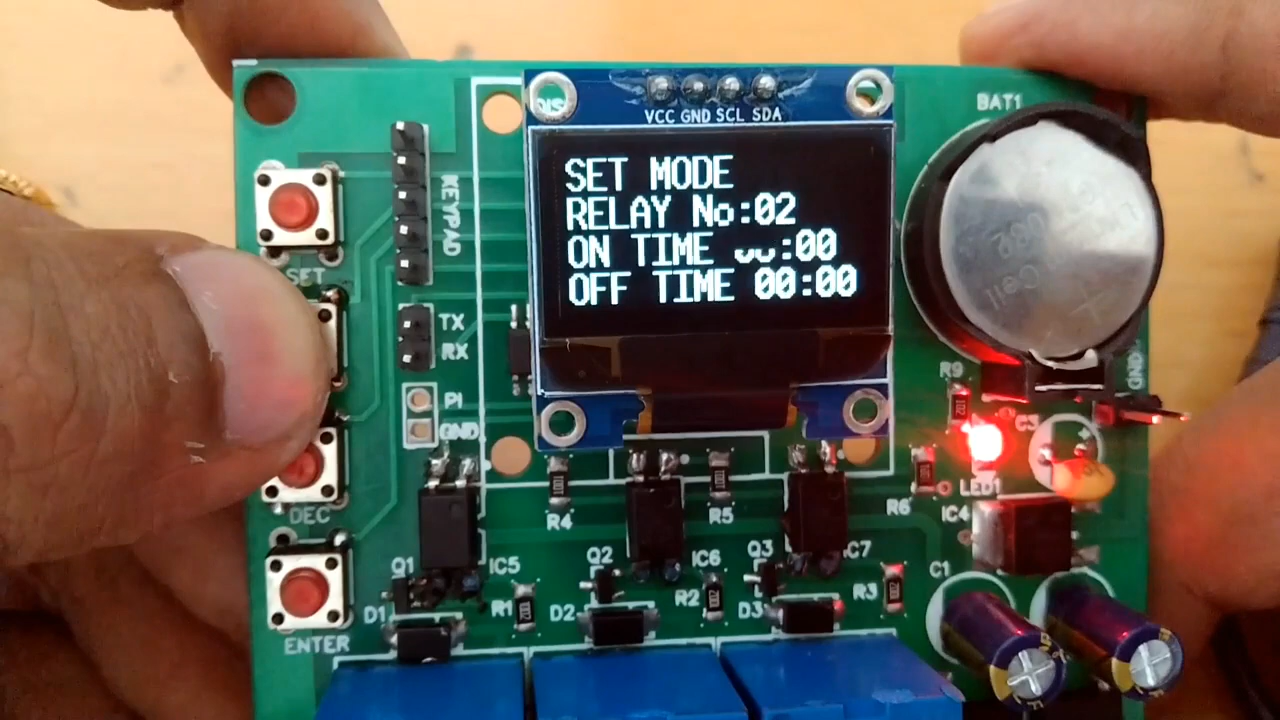 BAT1
VCC GND SCL SDA
SET MODE
RELAY No:02
ON TIME :00
OFF TIME 00:00
KEYPAD
SET
TX
RX
P1
GND
GND
R9
C3
LED1
DEC
R4
R5
R6
IC4
Q1
IC5
Q2
IC6
Q3
IC7
C1
D1
R1
D2
R2
D3
R3
ENTER